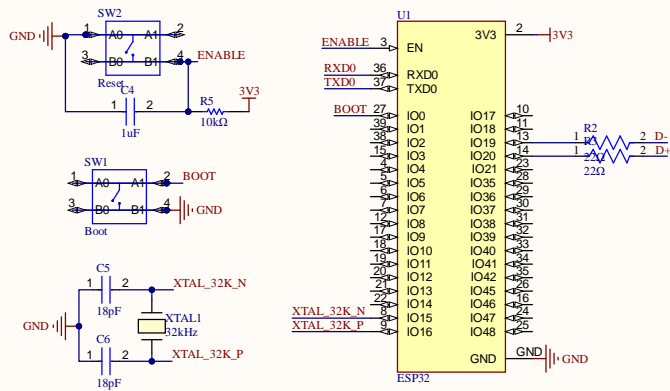 SW2
1 A0 A1 2
GND
3 B0 B1 4 ENABLE
Reset
C4
1 2
1uF
R5
10kΩ
3V3
SW1
1 A0 A1 2 BOOT
3 B0 B1 4 GND
Boot
C5
1 2 XTAL_32K_N
18pF
GND
XTAL1
32kHz
C6
1 2 XTAL_32K_P
18pF
U1
3V3 2 3V3
ENABLE 3 EN
RXD0 36 RXD0
TXD0 37 TXD0
BOOT 27 IO0 IO17 10
39 IO1 IO18 11
38 IO2 IO19 13 1 R2 2 D-
15 IO3 IO20 14 1 R3 2 D+
22Ω
22Ω
4 IO4 IO21 23
5 IO5 IO35 28
6 IO6 IO36 29
7 IO7 IO37 30
12 IO8 IO38 31
17 IO9 IO39 32
18 IO10 IO40 33
19 IO11 IO41 34
20 IO12 IO42 35
21 IO13 IO45 26
22 IO14 IO46 16
XTAL_32K_N 8 IO15 IO47 24
XTAL_32K_P 9 IO16 IO48 25
GND GND GND
ESP32